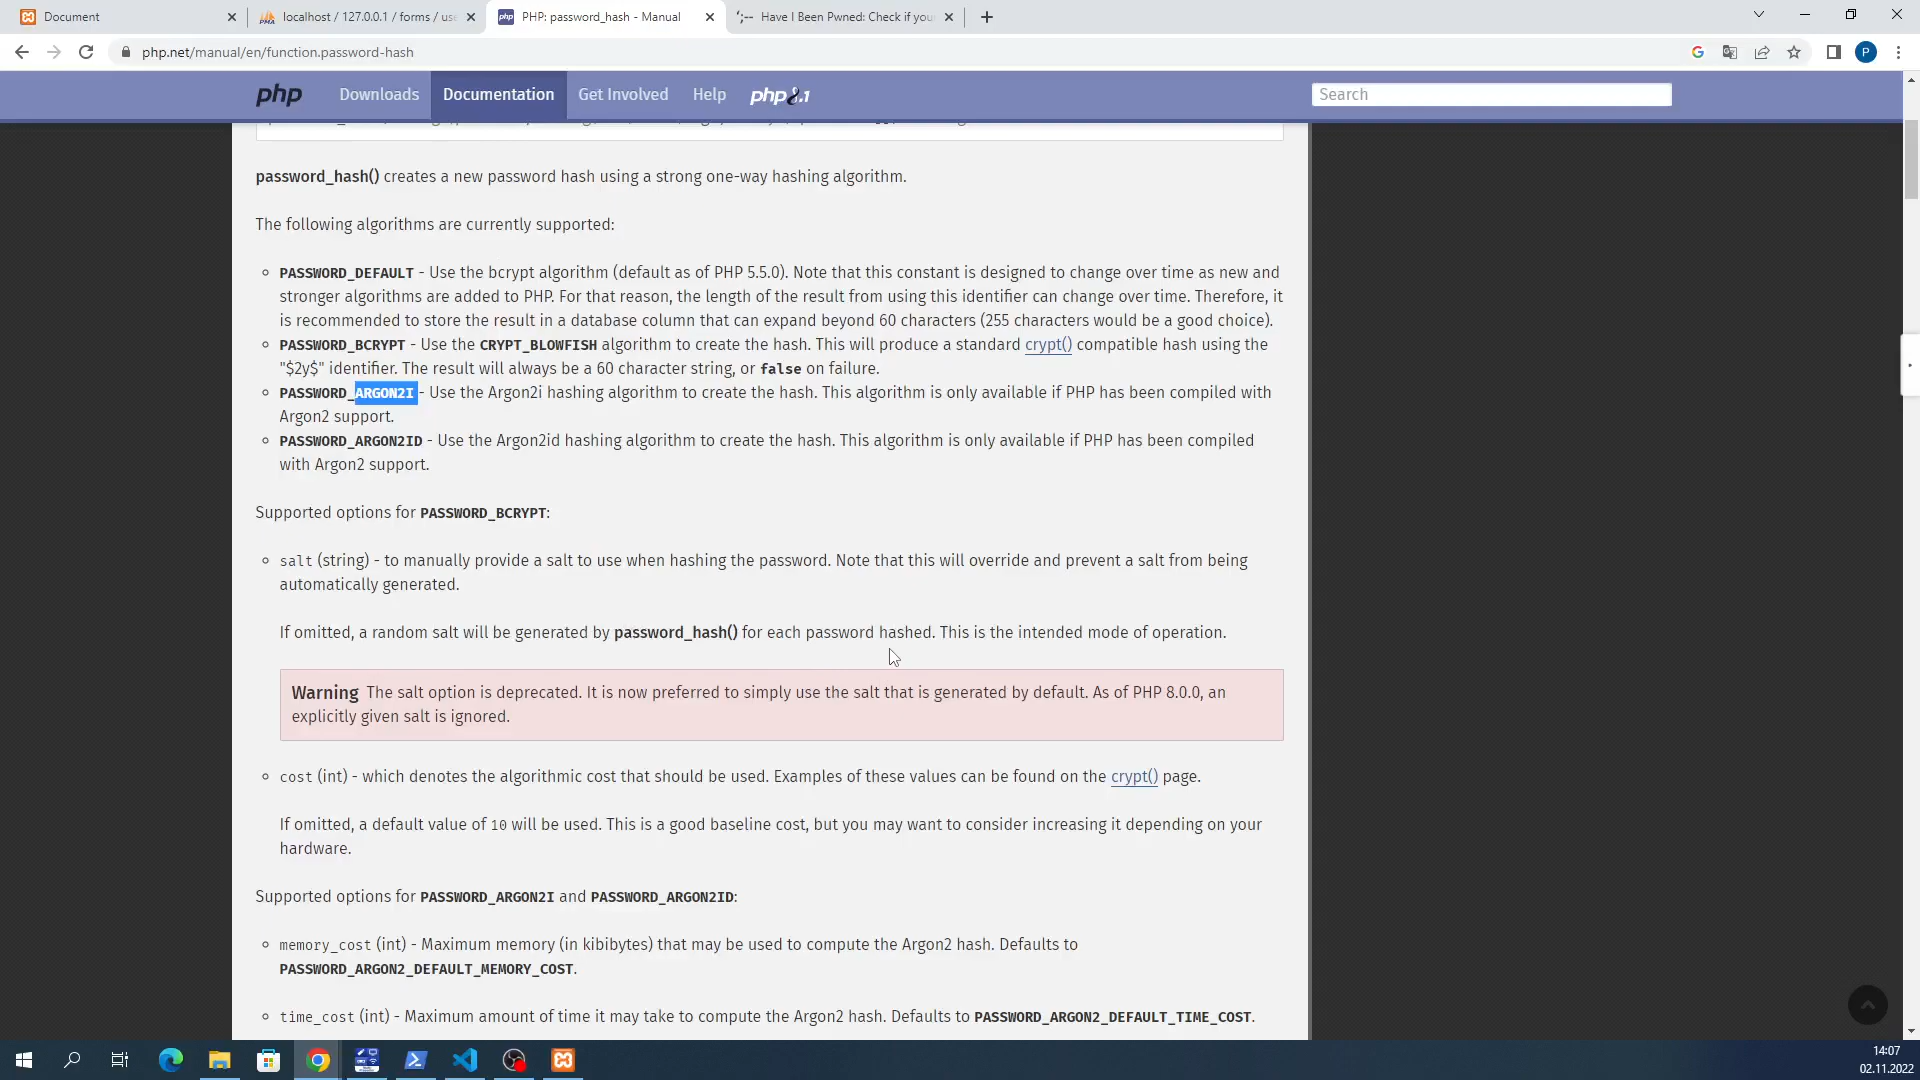 Document
localhost / 127.0.0.1 / forms / use
PHP: password_hash - Manual
Have I Been Pwned: Check if you
php.net/manual/en/function.password-hash
P
php
Downloads
Documentation
Get Involved
Help
php8.1
Search
password_hash() creates a new password hash using a strong one-way hashing algorithm.
The following algorithms are currently supported:
PASSWORD_DEFAULT - Use the bcrypt algorithm (default as of PHP 5.5.0). Note that this constant is designed to change over time as new and
stronger algorithms are added to PHP. For that reason, the length of the result from using this identifier can change over time. Therefore, it
is recommended to store the result in a database column that can expand beyond 60 characters (255 characters would be a good choice).
PASSWORD_BCRYPT - Use the CRYPT_BLOWFISH algorithm to create the hash. This will produce a standard crypt() compatible hash using the
"$2y$" identifier. The result will always be a 60 character string, or false on failure.
PASSWORD_ARGON2I - Use the Argon2i hashing algorithm to create the hash. This algorithm is only available if PHP has been compiled with
Argon2 support.
PASSWORD_ARGON2ID - Use the Argon2id hashing algorithm to create the hash. This algorithm is only available if PHP has been compiled
with Argon2 support.
Supported options for PASSWORD_BCRYPT:
salt (string) - to manually provide a salt to use when hashing the password. Note that this will override and prevent a salt from being
automatically generated.
If omitted, a random salt will be generated by password_hash() for each password hashed. This is the intended mode of operation.
Warning The salt option is deprecated. It is now preferred to simply use the salt that is generated by default. As of PHP 8.0.0, an
explicitly given salt is ignored.
cost (int) - which denotes the algorithmic cost that should be used. Examples of these values can be found on the crypt() page.
If omitted, a default value of 10 will be used. This is a good baseline cost, but you may want to consider increasing it depending on your
hardware.
Supported options for PASSWORD_ARGON2I and PASSWORD_ARGON2ID:
memory_cost (int) - Maximum memory (in kibibytes) that may be used to compute the Argon2 hash. Defaults to
PASSWORD_ARGON2_DEFAULT_MEMORY_COST.
time_cost (int) - Maximum amount of time it may take to compute the Argon2 hash. Defaults to PASSWORD_ARGON2_DEFAULT_TIME_COST.
14:07
02.11.2022